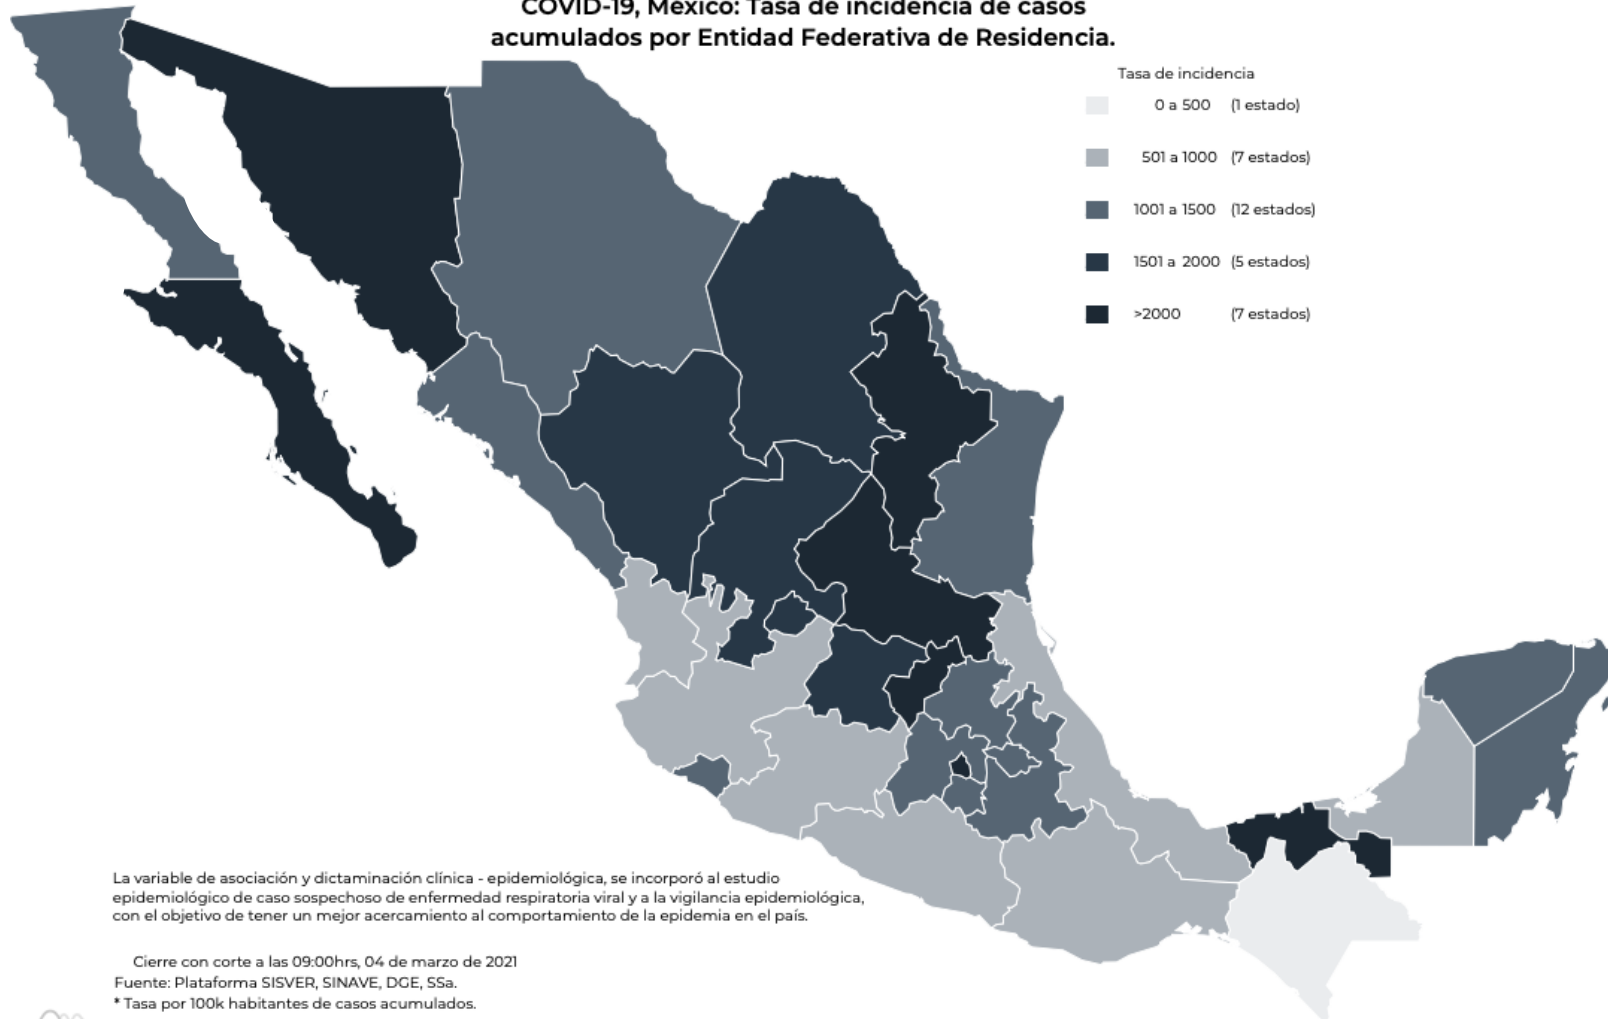 COVID-19, México: Tasa de incidencia de casos
acumulados por Entidad Federativa de Residencia.
Tasa de incidencia
0 a 500 (1 estado)
501 a 1000 (7 estados)
1001 a 1500 (12 estados)
1501 a 2000 (5 estados)
>2000 (7 estados)
La variable de asociación y dictaminación clínica - epidemiológica, se incorporó al estudio
epidemiológico de caso sospechoso de enfermedad respiratoria viral y a la vigilancia epidemiológica,
con el objetivo de tener un mejor acercamiento al comportamiento de la epidemia en el país.
Cierre con corte a las 09:00hrs, 04 de marzo de 2021
Fuente: Plataforma SISVER, SINAVE, DGE, SSa.
* Tasa por 100k habitantes de casos acumulados.